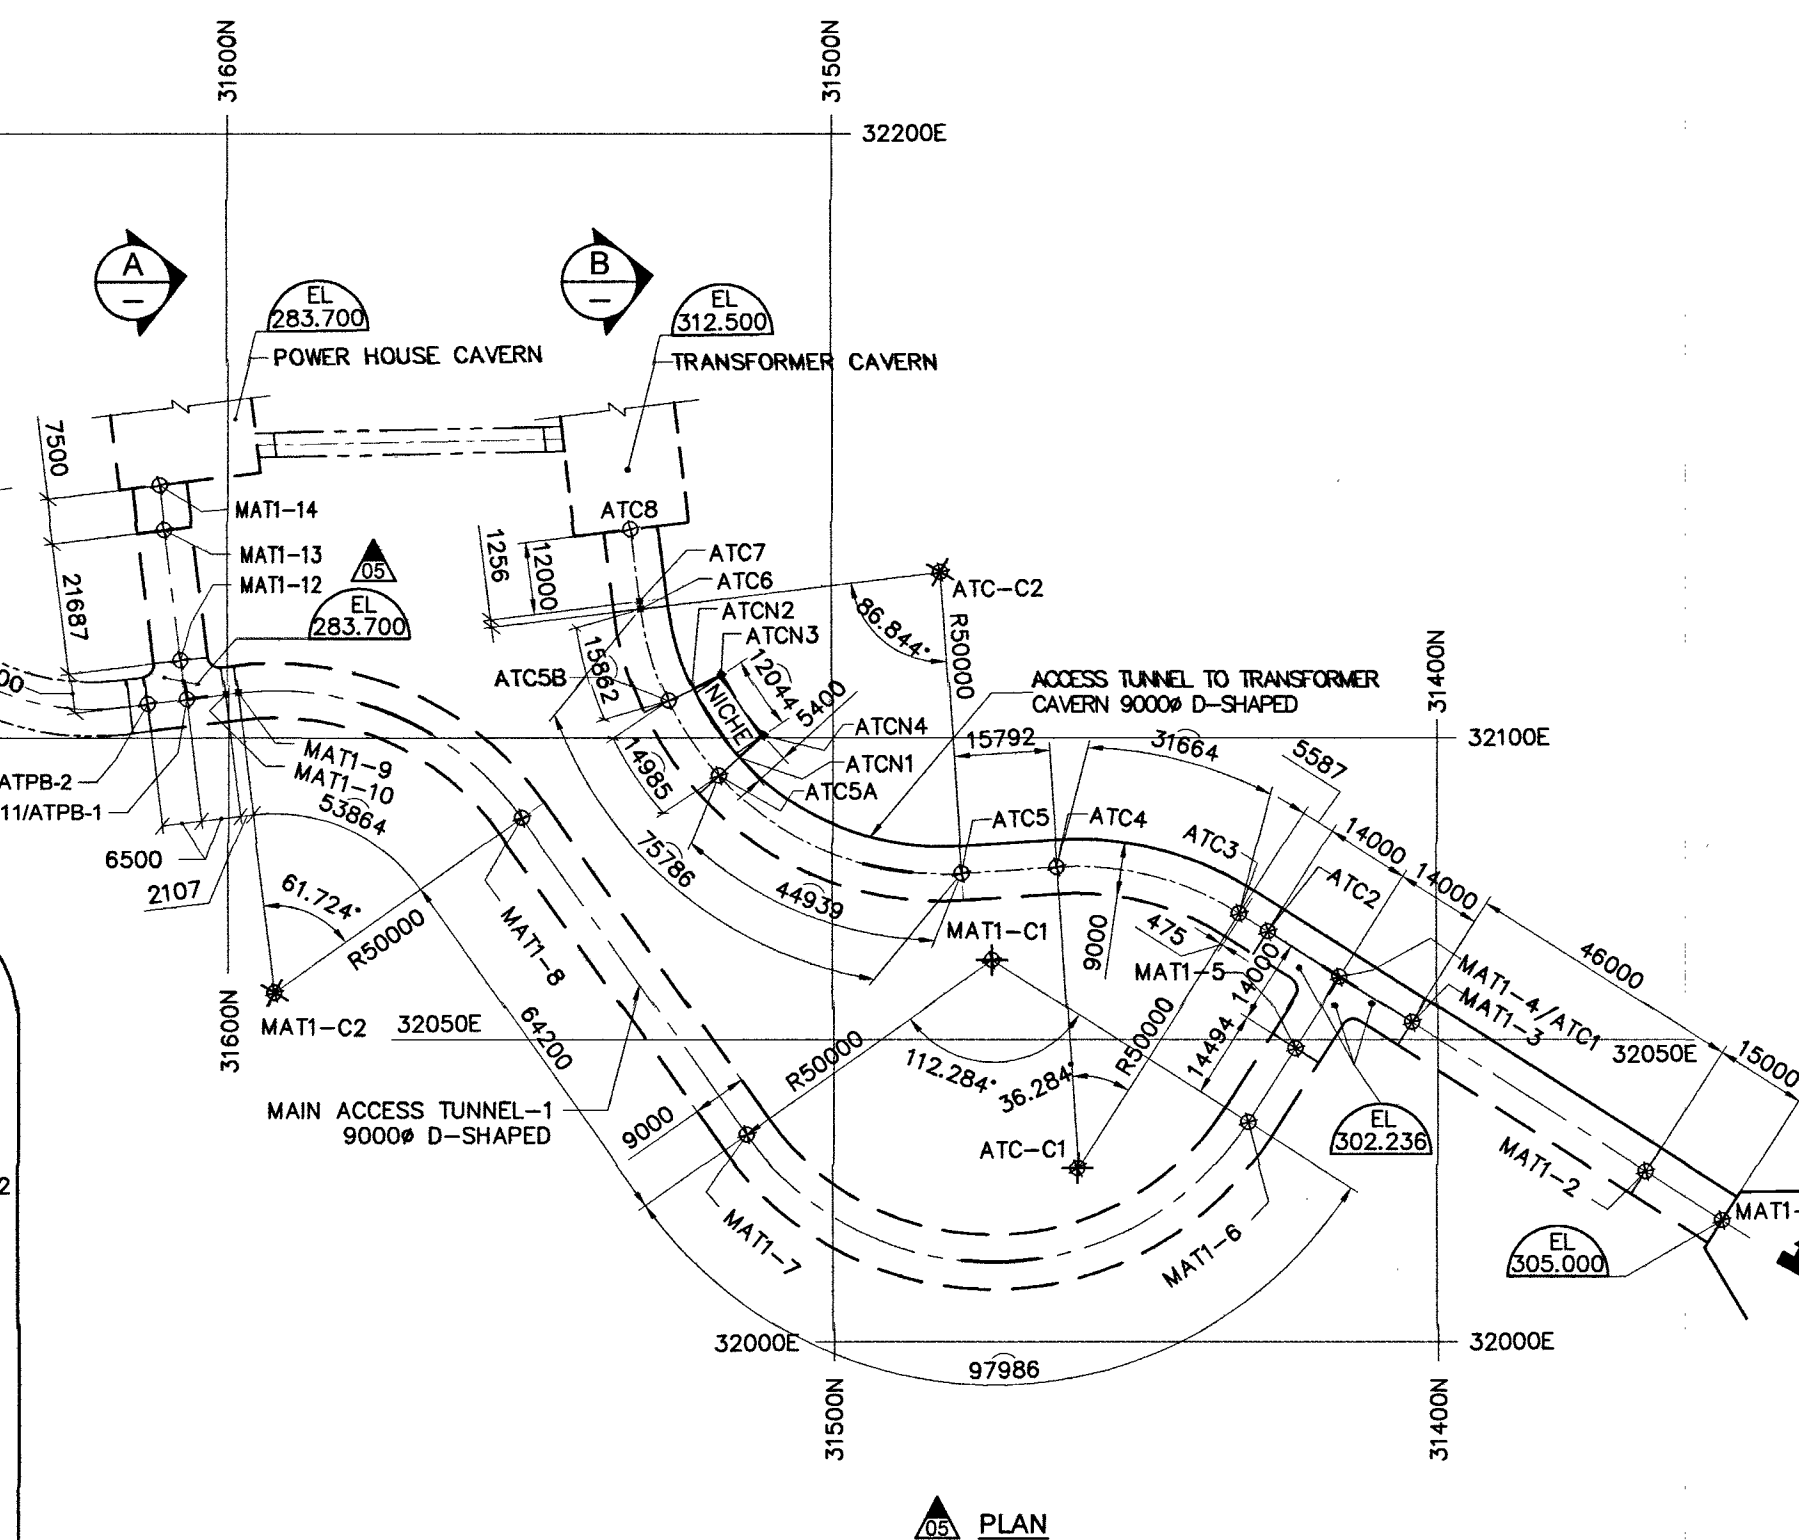 31600N
31500N
32200E
A
B
EL
283.700
EL
312.500
POWER HOUSE CAVERN
TRANSFORMER CAVERN
7500
MAT1-14
ATC8
MAT1-13
1256
12000
ATC7
ATC6
ATC-C2
05
21687
MAT1-12
EL
283.700
ATCN2
ATCN3
86.844°
R50000
31400N
ATC5B
15862
12044
5400
NICHE
ACCESS TUNNEL TO TRANSFORMER
CAVERN 9000ø D-SHAPED
ATCN4
15792
31664
5587
32100E
00
MAT1-9
MAT1-10
14985
ATCN1
ATC5A
ATPB-2
11/ATPB-1
53864
6500
2107
61.724°
R50000
MAT1-8
75786
44939
ATC5
ATC4
ATC3
ATC2
14000
14000
9000
475
14000
46000
MAT1-C1
MAT1-5
MAT1-4/ATC1
MAT1-3
MAT1-C2
31600N
32050E
64200
R50000
112.284°
36.284°
R50000
14494
32050E
15000
MAIN ACCESS TUNNEL-1
9000ø D-SHAPED
9000
ATC-C1
EL
302.236
MAT1-2
2
MAT1-7
MAT1-6
MAT1-
EL
305.000
32000E
32000E
97986
31500N
31400N
05
PLAN